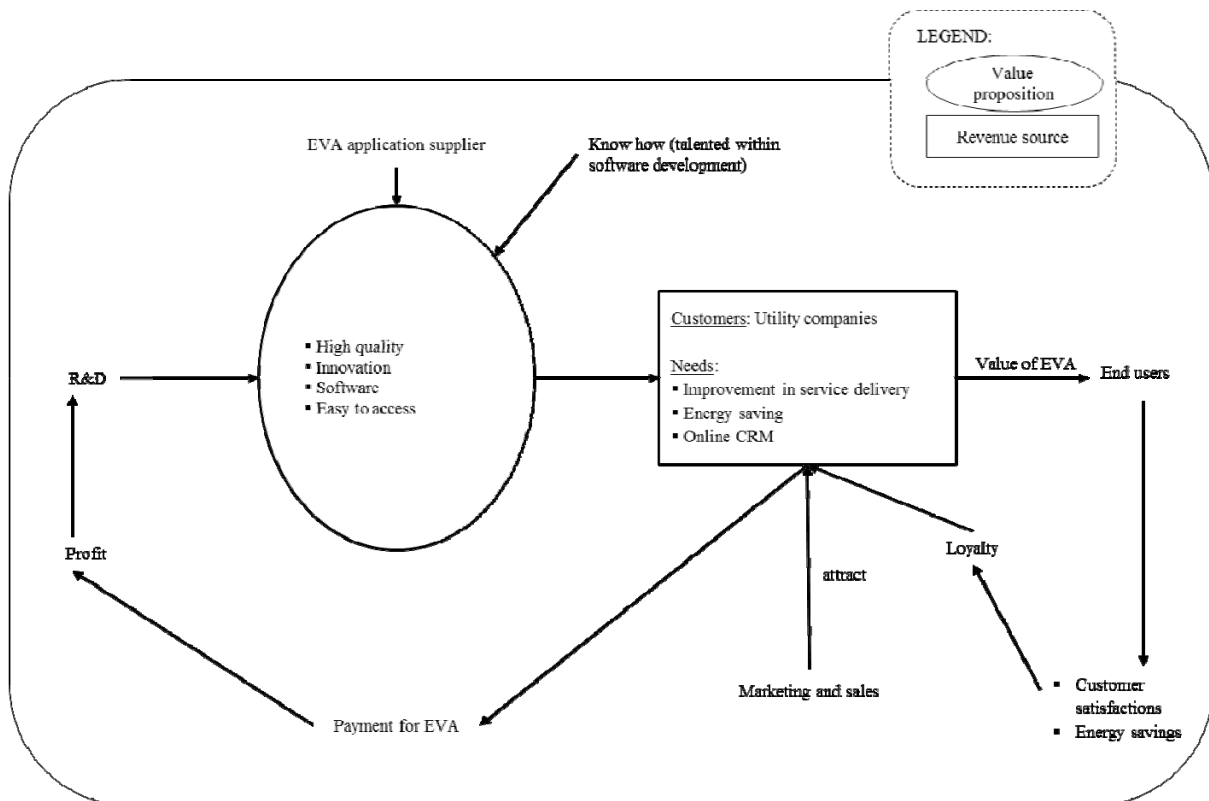 LEGEND:
Value
proposition
Revenue source
EVA application supplier
Know how (talented within
software development)
▪ High quality
▪ Innovation
▪ Software
▪ Easy to access
R&D
Customers: Utility companies
Needs:
▪ Improvement in service delivery
▪ Energy saving
▪ Online CRM
Value of EVA
End users
Profit
Loyalty
attract
Marketing and sales
Payment for EVA
▪ Customer
satisfactions
▪ Energy savings